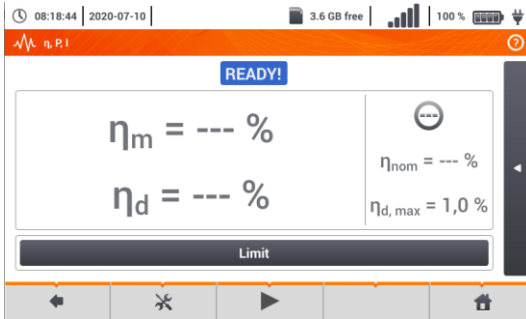 08:18:44 2020-07-10 3.6 GB free 100 %
η, P, I
READY!
ηm = --- %
ηd = --- %
---
ηnom = --- %
ηd, max = 1,0 %
Limit